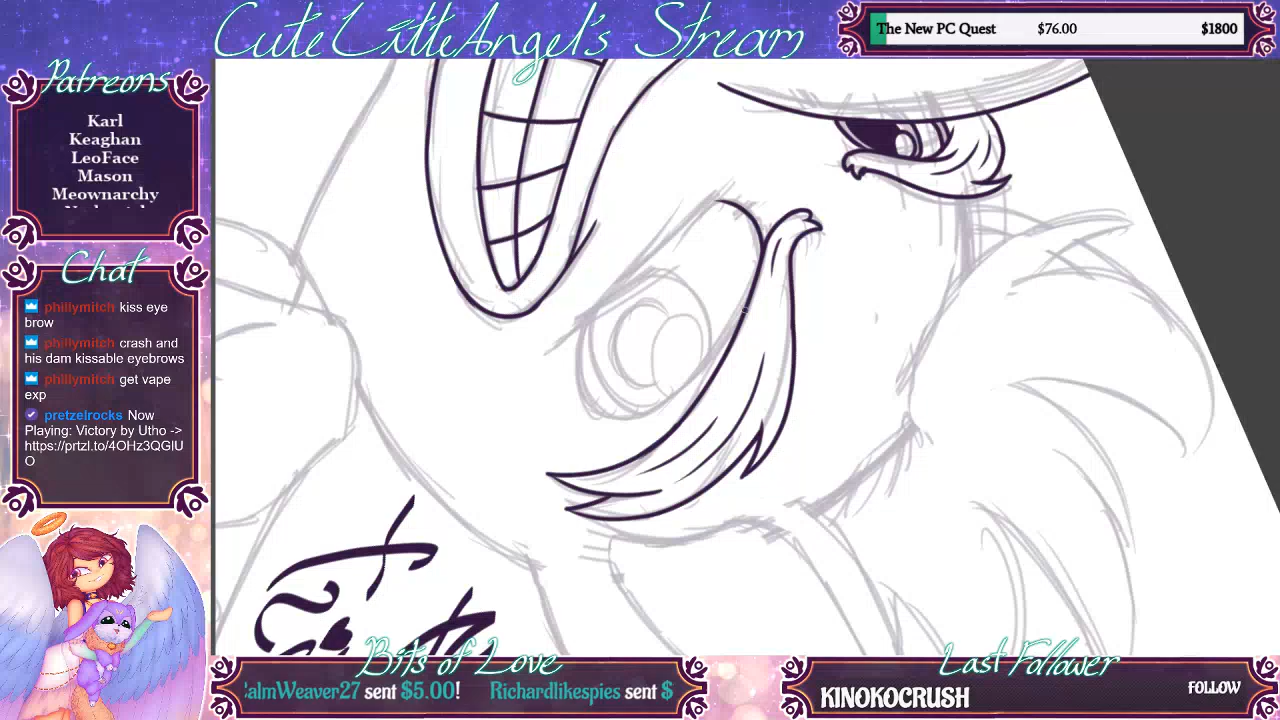 CuteLittleAngel's Stream
The New PC Quest $76.00 $1800
Patreons
Karl
Keaghan
LeoFace
Mason
Meownarchy
Chat
phillymitch kiss eye
brow
phillymitch crash and
his dam kissable eyebrows
phillymitch get vape
exp
pretzelrocks Now
Playing: Victory by Utho ->
https://prtzl.to/4OHz3QGlU
O
Bits of Love
almWeaver27 sent $5.00! Richardlikespies sent $
Last Follower
KINOKOCRUSH FOLLOW